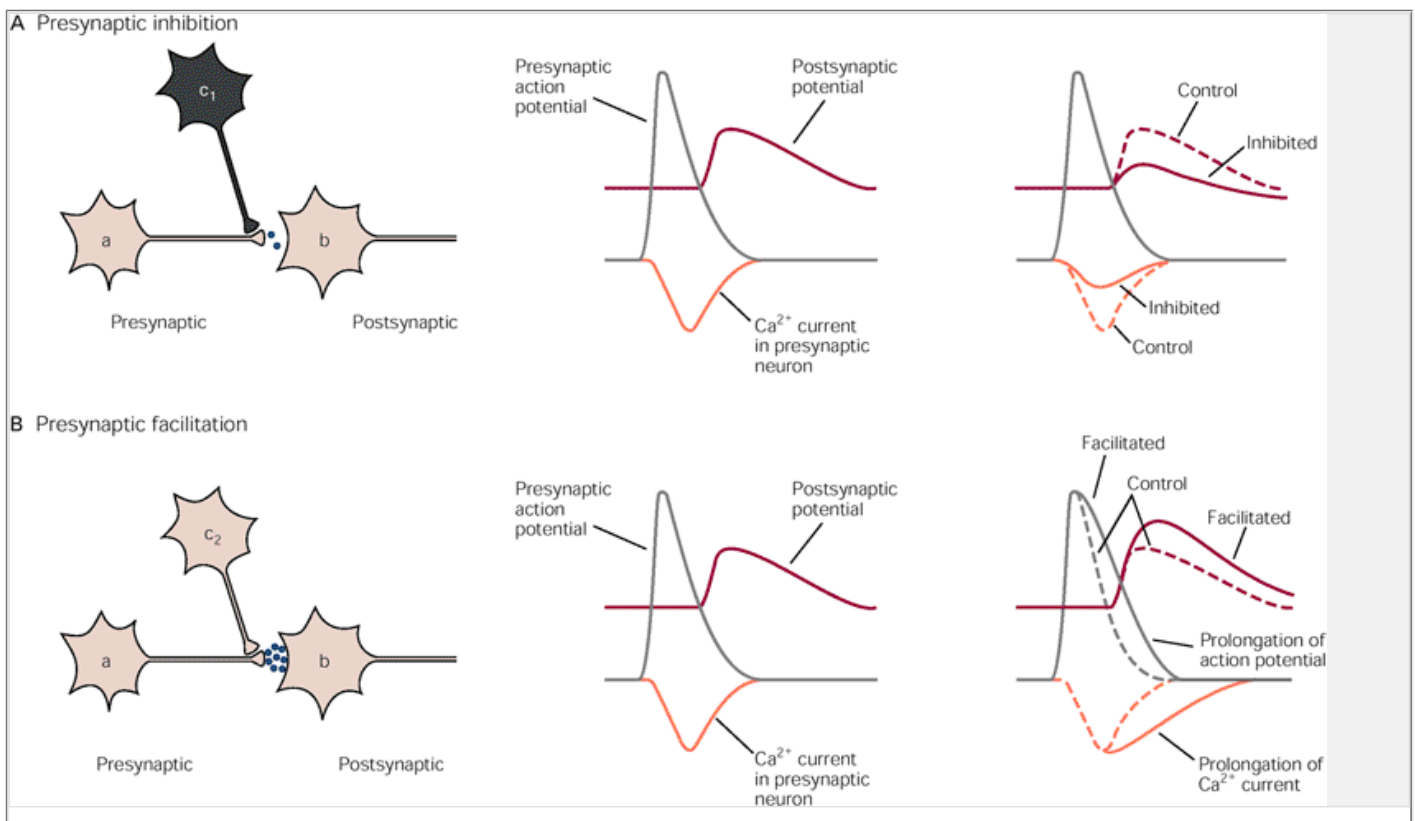 A Presynaptic inhibition
c1
a
b
Presynaptic
Postsynaptic
Presynaptic
action
potential
Postsynaptic
potential
Ca2+ current
in presynaptic
neuron
Control
Inhibited
Inhibited
Control
B Presynaptic facilitation
c2
a
b
Presynaptic
Postsynaptic
Presynaptic
action
potential
Postsynaptic
potential
Ca2+ current
in presynaptic
neuron
Facilitated
Control
Facilitated
Prolongation of
action potential
Prolongation of
Ca2+ current